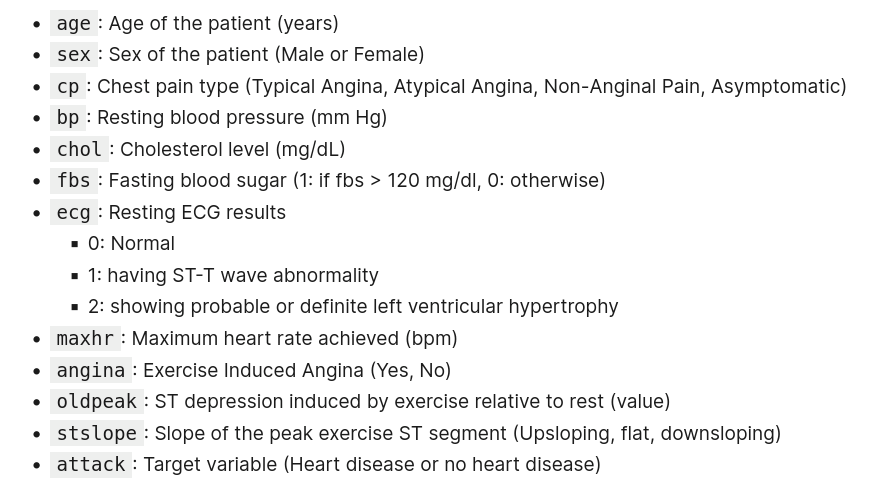 • age : Age of the patient (years)
• sex : Sex of the patient (Male or Female)
• cp : Chest pain type (Typical Angina, Atypical Angina, Non-Anginal Pain, Asymptomatic)
• bp : Resting blood pressure (mm Hg)
• chol : Cholesterol level (mg/dL)
• fbs : Fasting blood sugar (1: if fbs > 120 mg/dl, 0: otherwise)
• ecg : Resting ECG results
▪ 0: Normal
▪ 1: having ST-T wave abnormality
▪ 2: showing probable or definite left ventricular hypertrophy
• maxhr : Maximum heart rate achieved (bpm)
• angina : Exercise Induced Angina (Yes, No)
• oldpeak : ST depression induced by exercise relative to rest (value)
• stslope : Slope of the peak exercise ST segment (Upsloping, flat, downsloping)
• attack : Target variable (Heart disease or no heart disease)